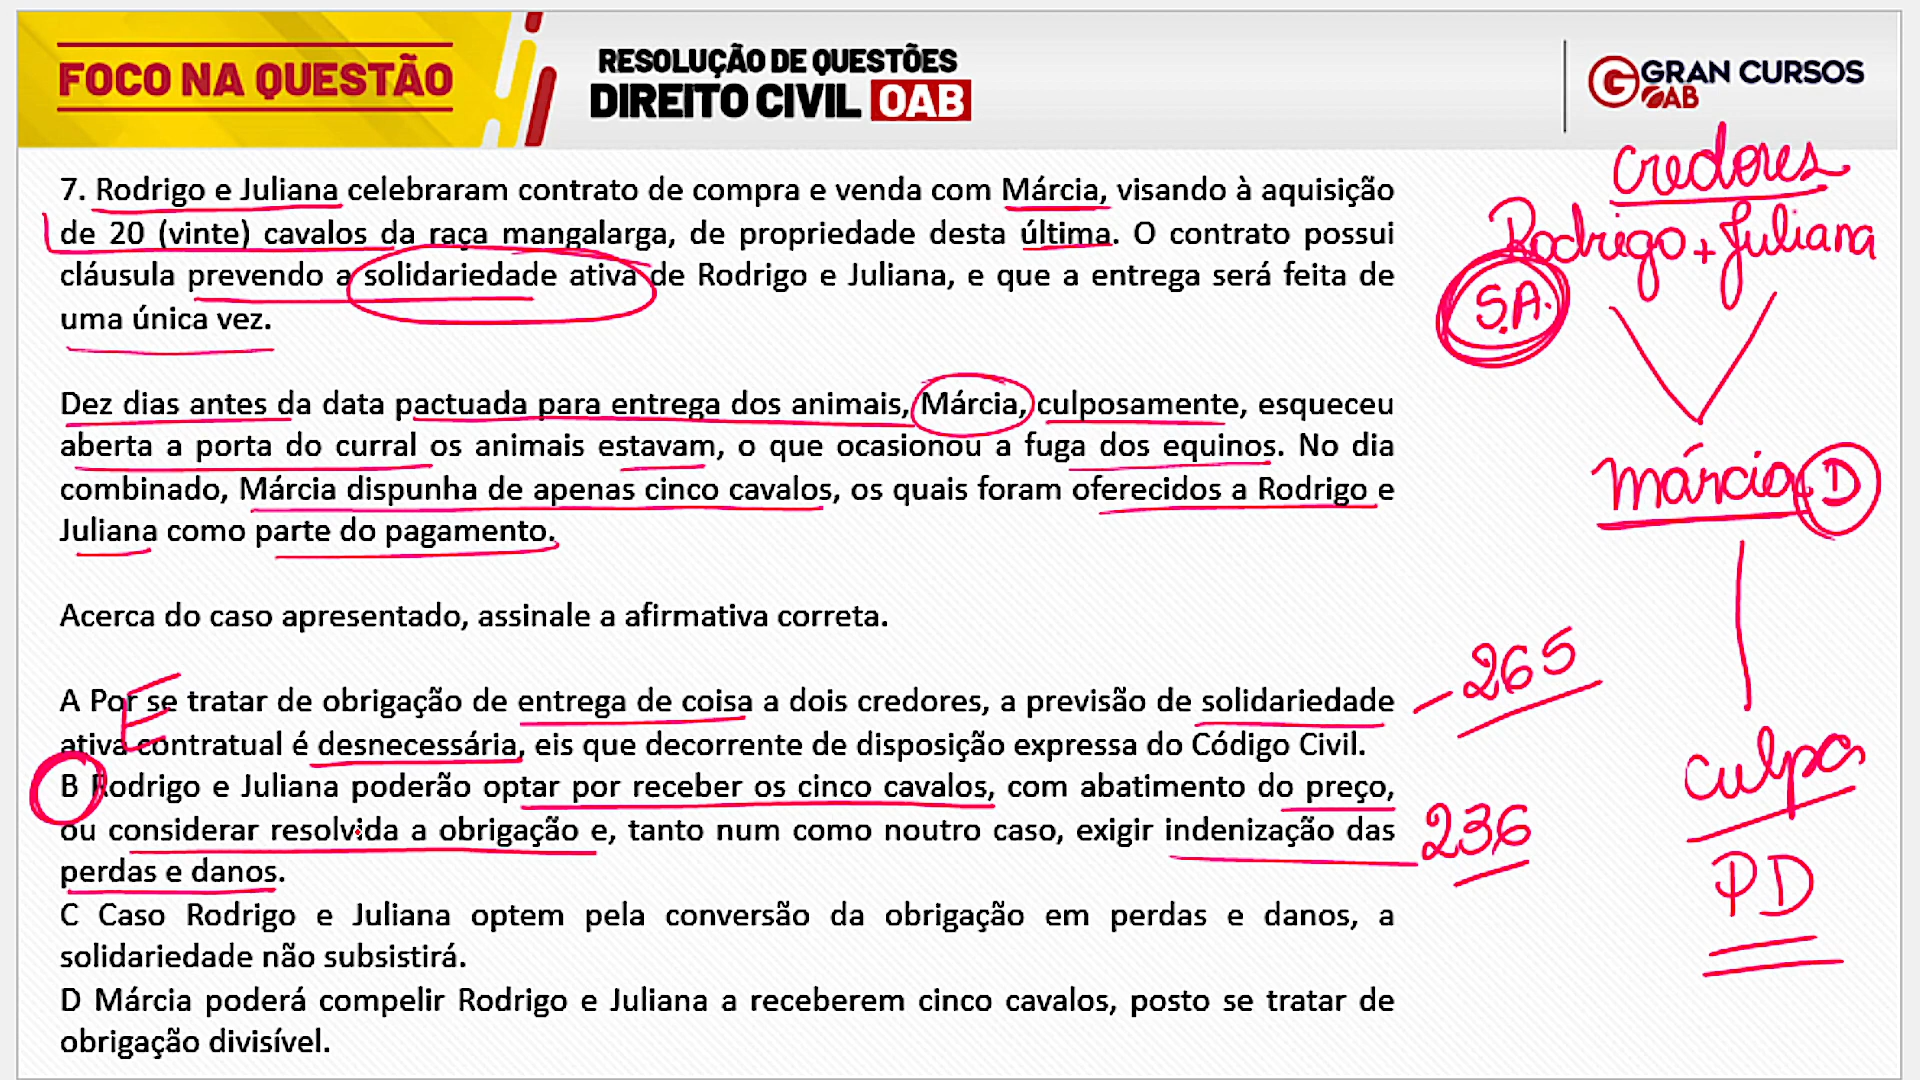 FOCO NA QUESTÃO
RESOLUÇÃO DE QUESTÕES
DIREITO CIVIL OAB
GRAN CURSOS
OAB
7. Rodrigo e Juliana celebraram contrato de compra e venda com Márcia, visando à aquisição
de 20 (vinte) cavalos da raça mangalarga, de propriedade desta última. O contrato possui
cláusula prevendo a solidariedade ativa de Rodrigo e Juliana, e que a entrega será feita de
uma única vez.
Dez dias antes da data pactuada para entrega dos animais, Márcia, culposamente, esqueceu
aberta a porta do curral os animais estavam, o que ocasionou a fuga dos equinos. No dia
combinado, Márcia dispunha de apenas cinco cavalos, os quais foram oferecidos a Rodrigo e
Juliana como parte do pagamento.
Acerca do caso apresentado, assinale a afirmativa correta.
A Por se tratar de obrigação de entrega de coisa a dois credores, a previsão de solidariedade
ativa contratual é desnecessária, eis que decorrente de disposição expressa do Código Civil.
B Rodrigo e Juliana poderão optar por receber os cinco cavalos, com abatimento do preço,
ou considerar resolvida a obrigação e, tanto num como noutro caso, exigir indenização das
perdas e danos.
C Caso Rodrigo e Juliana optem pela conversão da obrigação em perdas e danos, a
solidariedade não subsistirá.
D Márcia poderá compelir Rodrigo e Juliana a receberem cinco cavalos, posto se tratar de
obrigação divisível.
credores
Rodrigo + Juliana
S.A.
márcia D
culpa
PD
E
- 265
236